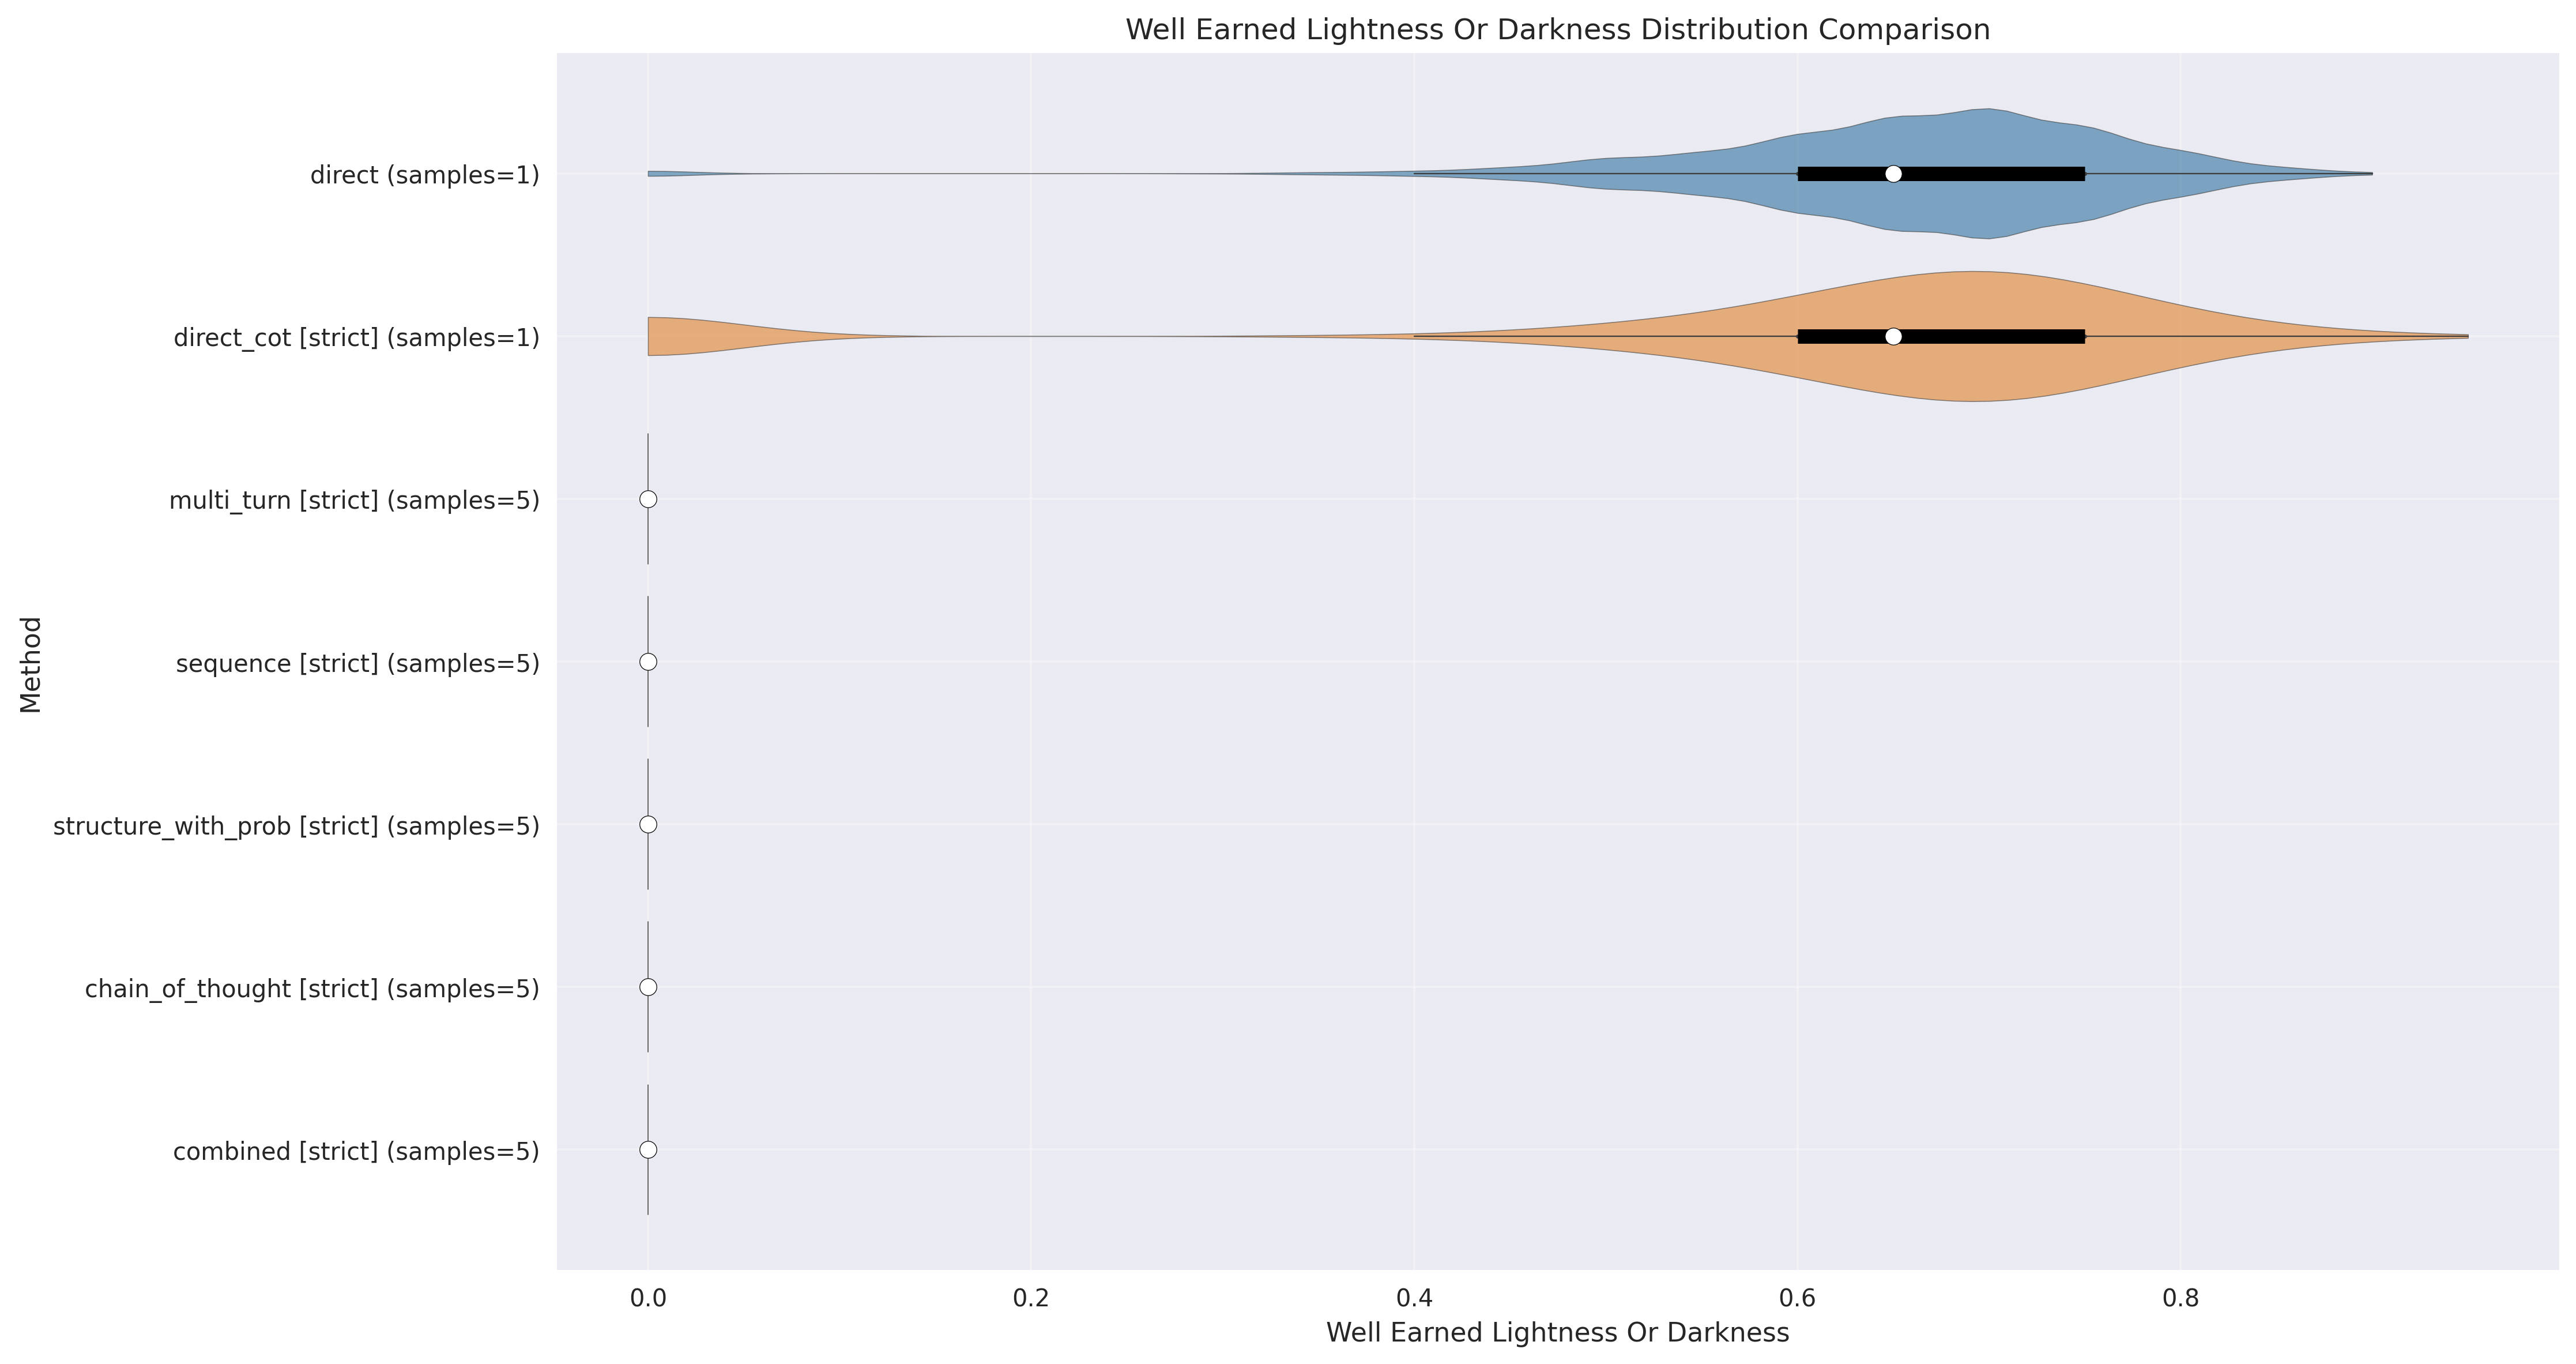 Well Earned Lightness Or Darkness Distribution Comparison
direct (samples=1)
direct_cot [strict] (samples=1)
multi_turn [strict] (samples=5)
sequence [strict] (samples=5)
structure_with_prob [strict] (samples=5)
chain_of_thought [strict] (samples=5)
combined [strict] (samples=5)
Method
0.0 0.2 0.4 0.6 0.8
Well Earned Lightness Or Darkness